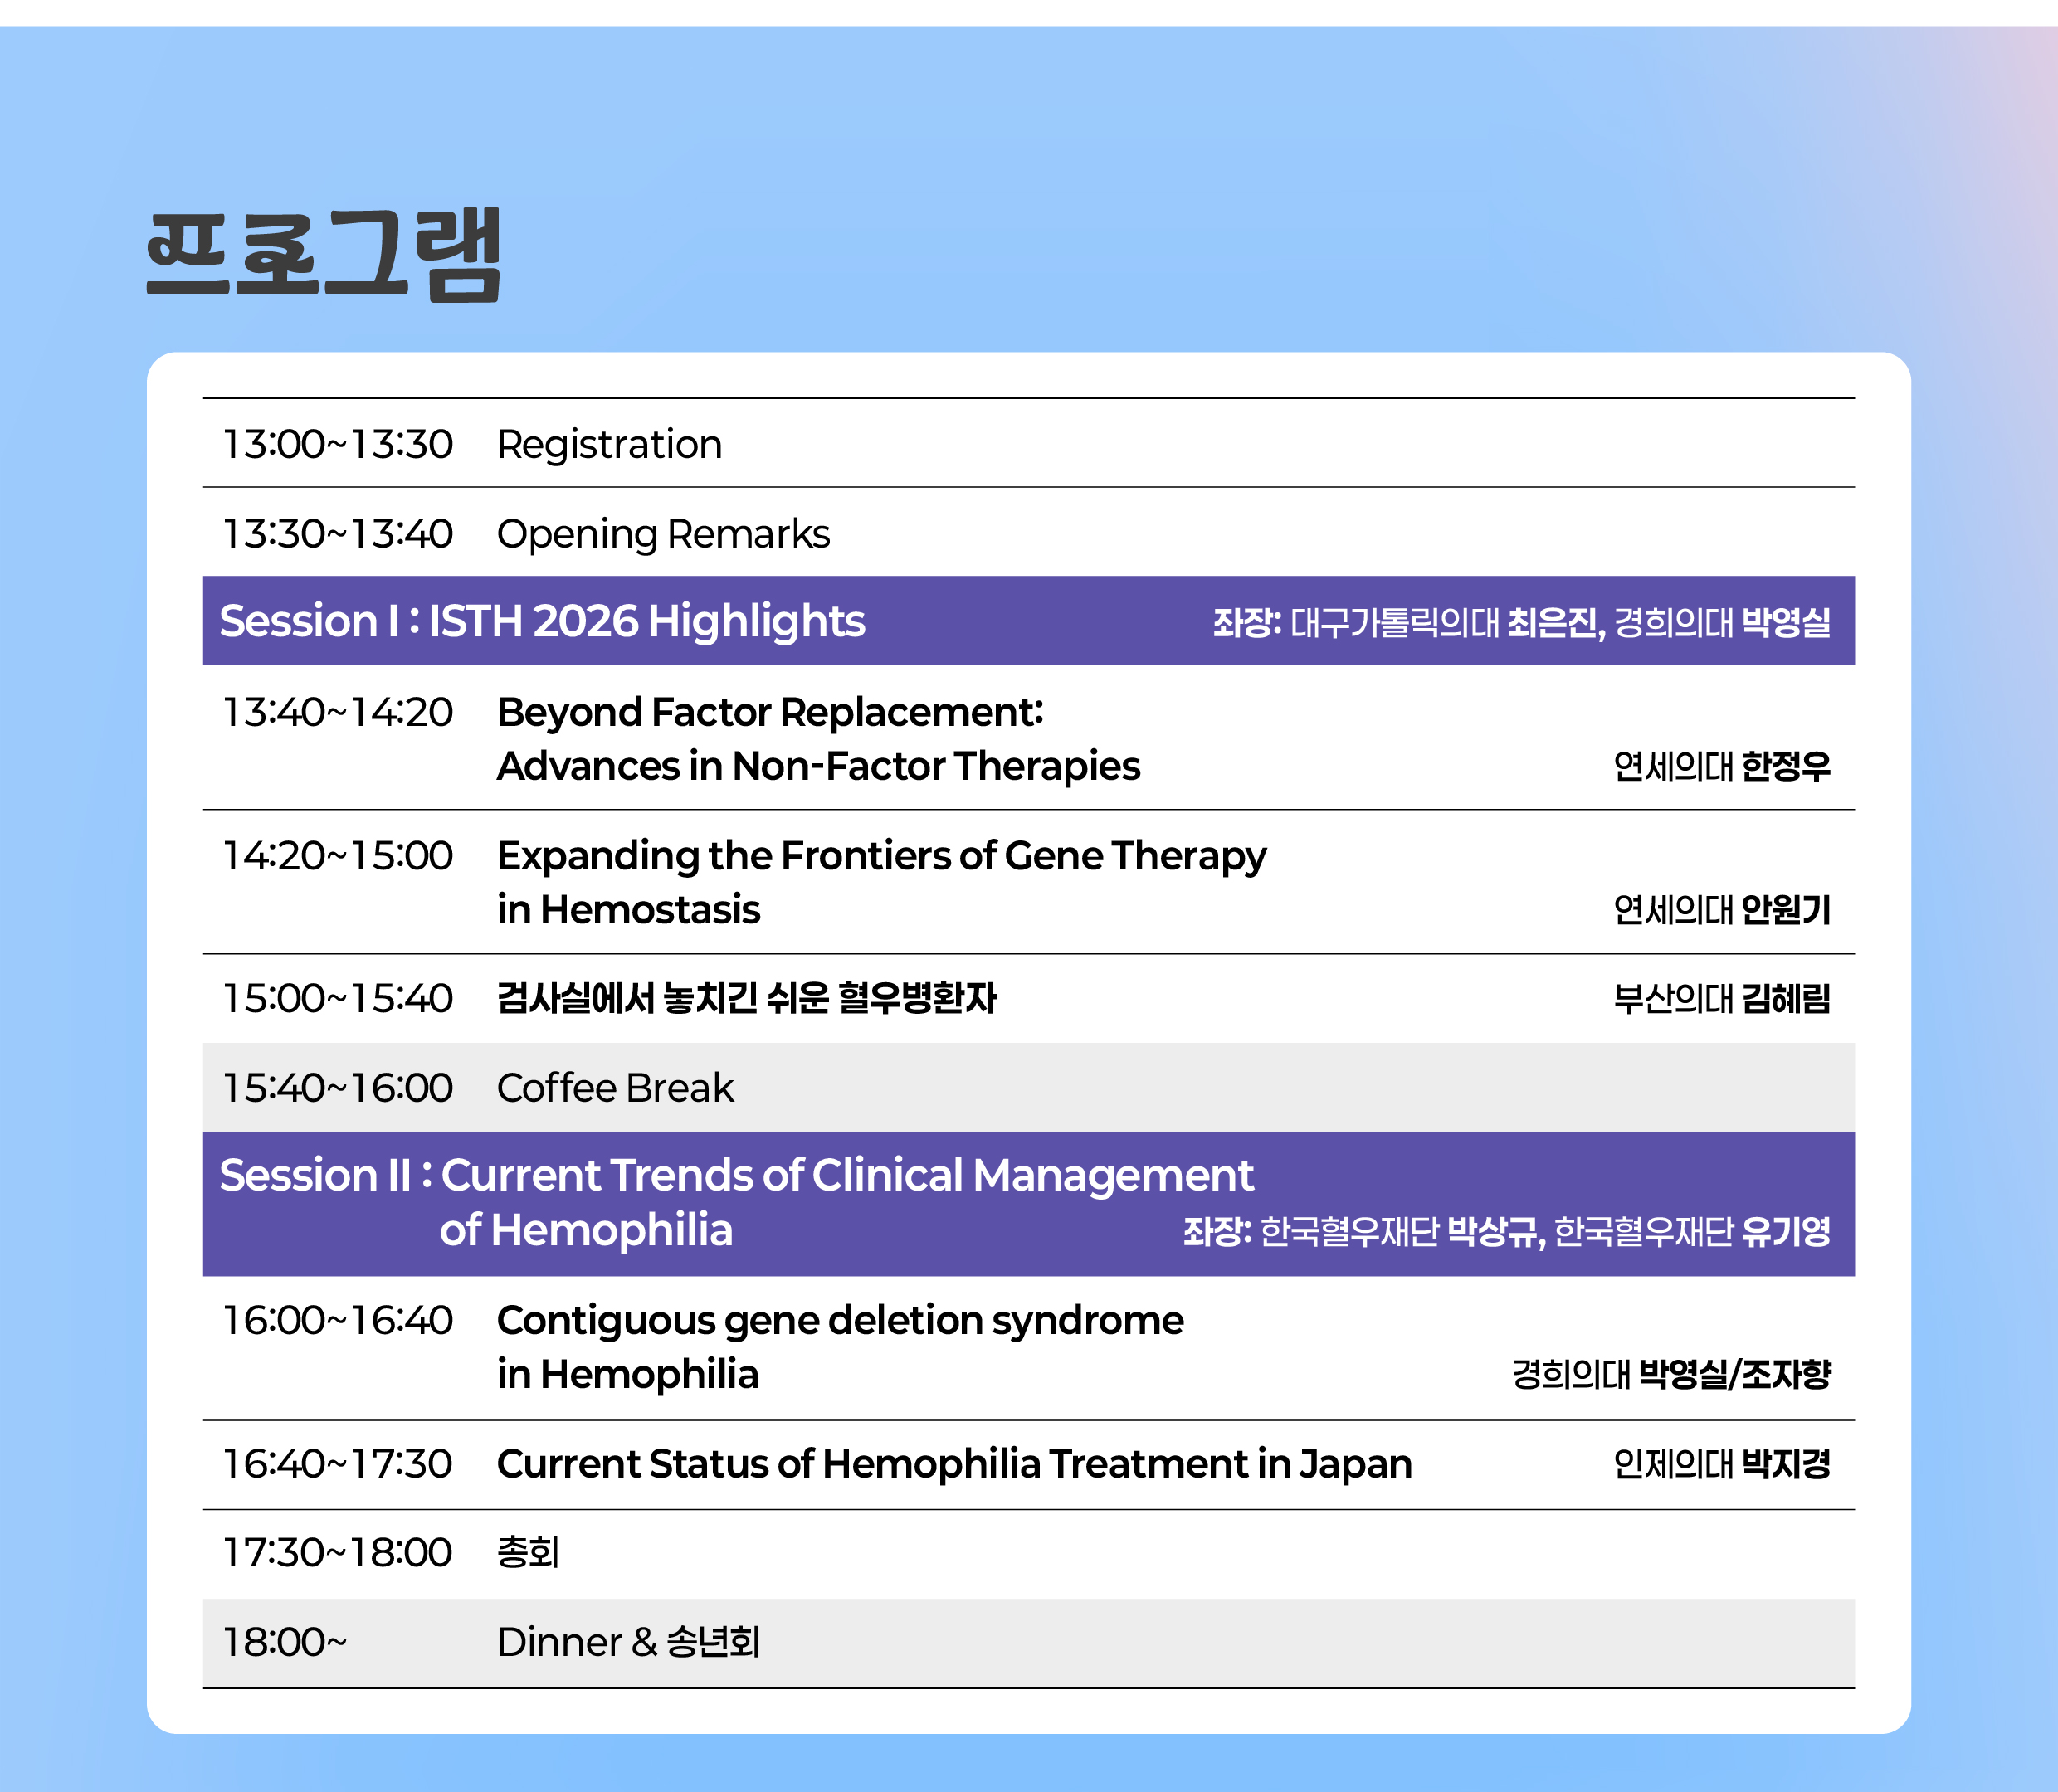 프로그램
13:00~13:30 Registration
13:30~13:40 Opening Remarks
Session I : ISTH 2026 Highlights 좌장: 대구가톨릭의대 최은진, 경희의대 박영실
13:40~14:20 Beyond Factor Replacement:
Advances in Non-Factor Therapies 연세의대 한정우
14:20~15:00 Expanding the Frontiers of Gene Therapy
in Hemostasis 연세의대 안원기
15:00~15:40 검사실에서 놓치긴 쉬운 혈우병환자 부산의대 김혜림
15:40~16:00 Coffee Break
Session II : Current Trends of Clinical Management
of Hemophilia 좌장: 한국혈우재단 박상규, 한국혈우재단 유기영
16:00~16:40 Contiguous gene deletion syndrome
in Hemophilia 경희의대 박영실/조자향
16:40~17:30 Current Status of Hemophilia Treatment in Japan 인제의대 박지경
17:30~18:00 총회
18:00~ Dinner & 송년회